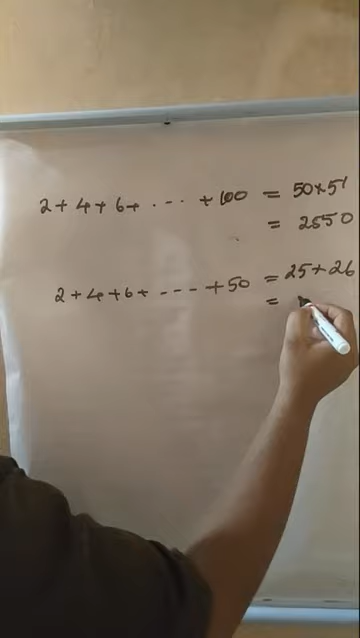 2 + 4 + 6 + ... + 100 = 50 × 51
= 2550
2 + 4 + 6 + ---- + 50 = 25 × 26
=